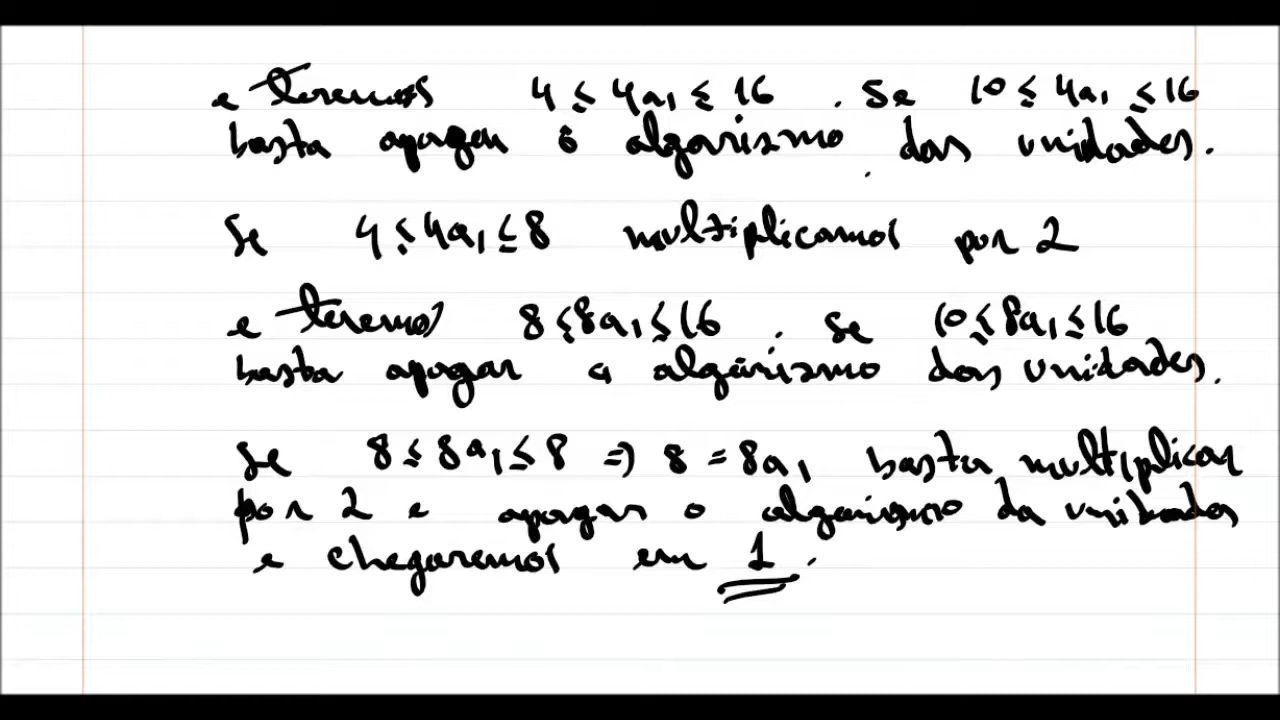 e teremos 4 ≤ 4a₁ ≤ 16 . Se 10 ≤ 4a₁ ≤ 16
basta apagar o algarismo das unidades.
Se 4 ≤ 4a₁ ≤ 8 multiplicamos por 2
e teremos 8 ≤ 8a₁ ≤ 16 . Se 10 ≤ 8a₁ ≤ 16
basta apagar o algarismo das unidades.
Se 8 ≤ 8a₁ ≤ 8 => 8 = 8a₁ basta multiplicar
por 2 e apagar o algarismo da unidades
e chegaremos em 1.